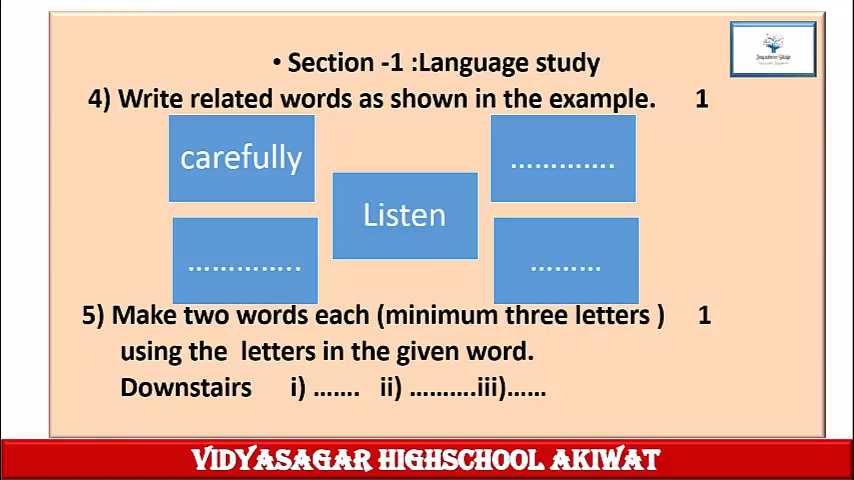 • Section -1 :Language study
4) Write related words as shown in the example. 1
carefully
………….
Listen
…………..
………
5) Make two words each (minimum three letters ) 1
using the letters in the given word.
Downstairs i) ……. ii) ……….iii)……
VIDYASAGAR HIGHSCHOOL AKIWAT